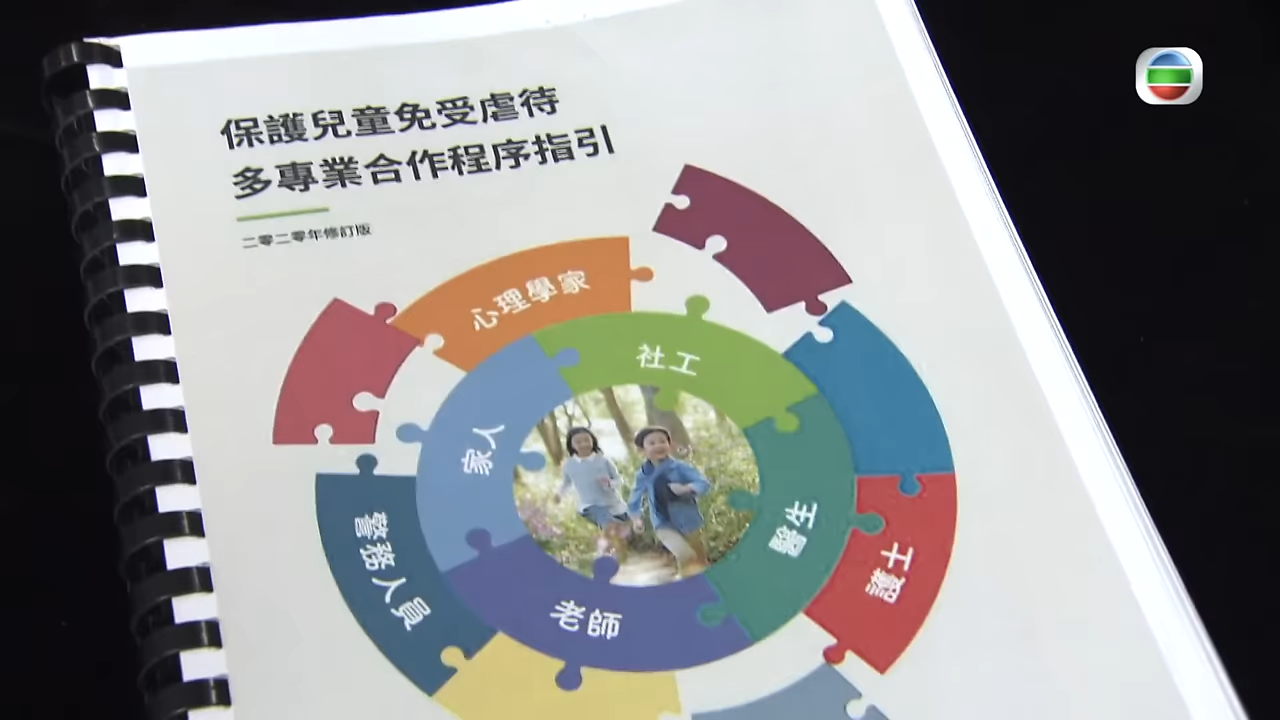 保護兒童免受虐待
多專業合作程序指引
二零二零年修訂版
心理學家
社工
家人
醫生
護士
警務人員
老師